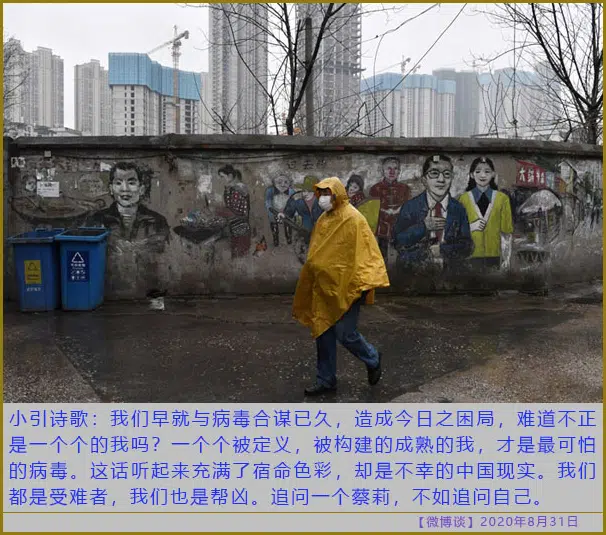 小引诗歌：我们早就与病毒合谋已久，造成今日之困局，难道不正
是一个个的我吗？一个个被定义，被构建的成熟的我，才是最可怕
的病毒。这话听起来充满了宿命色彩，却是不幸的中国现实。我们
都是受难者，我们也是帮凶。追问一个蔡莉，不如追问自己。
【微博谈】2020年8月31日